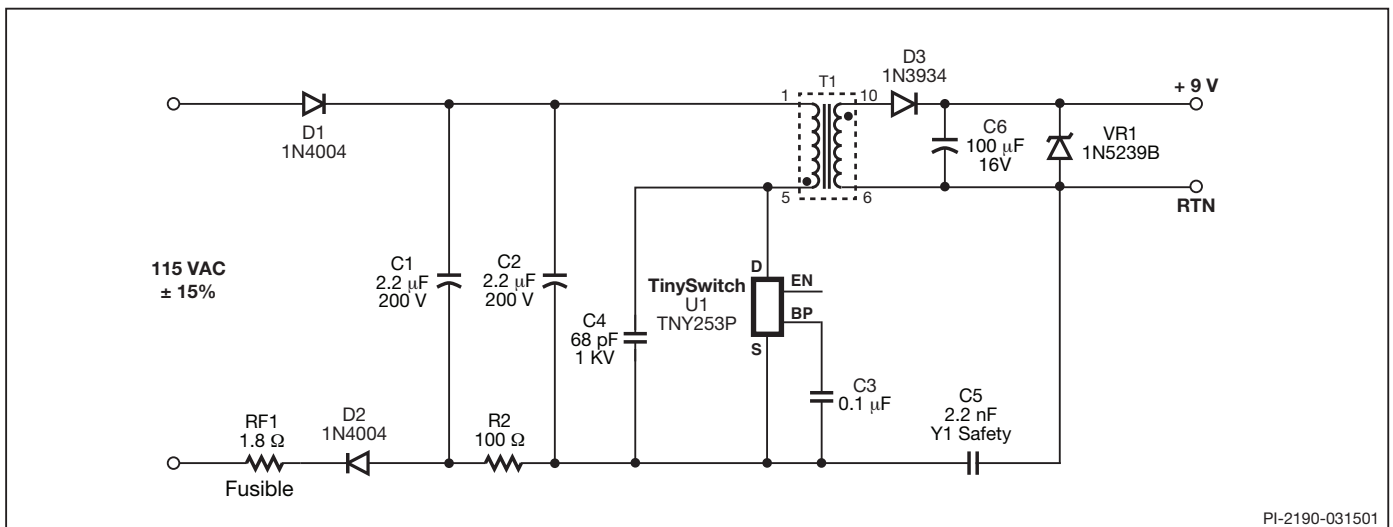 D3
1N3934
T1
+ 9 V
1
10
D1
1N4004
C6
100 µF
16V
VR1
1N5239B
5
6
RTN
115 VAC
± 15%
C1
2.2 µF
200 V
C2
2.2 µF
200 V
D
TinySwitch
EN
U1
TNY253P
BP
C4
68 pF
1 KV
S
C3
0.1 µF
C5
2.2 nF
Y1 Safety
RF1
1.8 Ω
D2
1N4004
R2
100 Ω
Fusible
PI-2190-031501